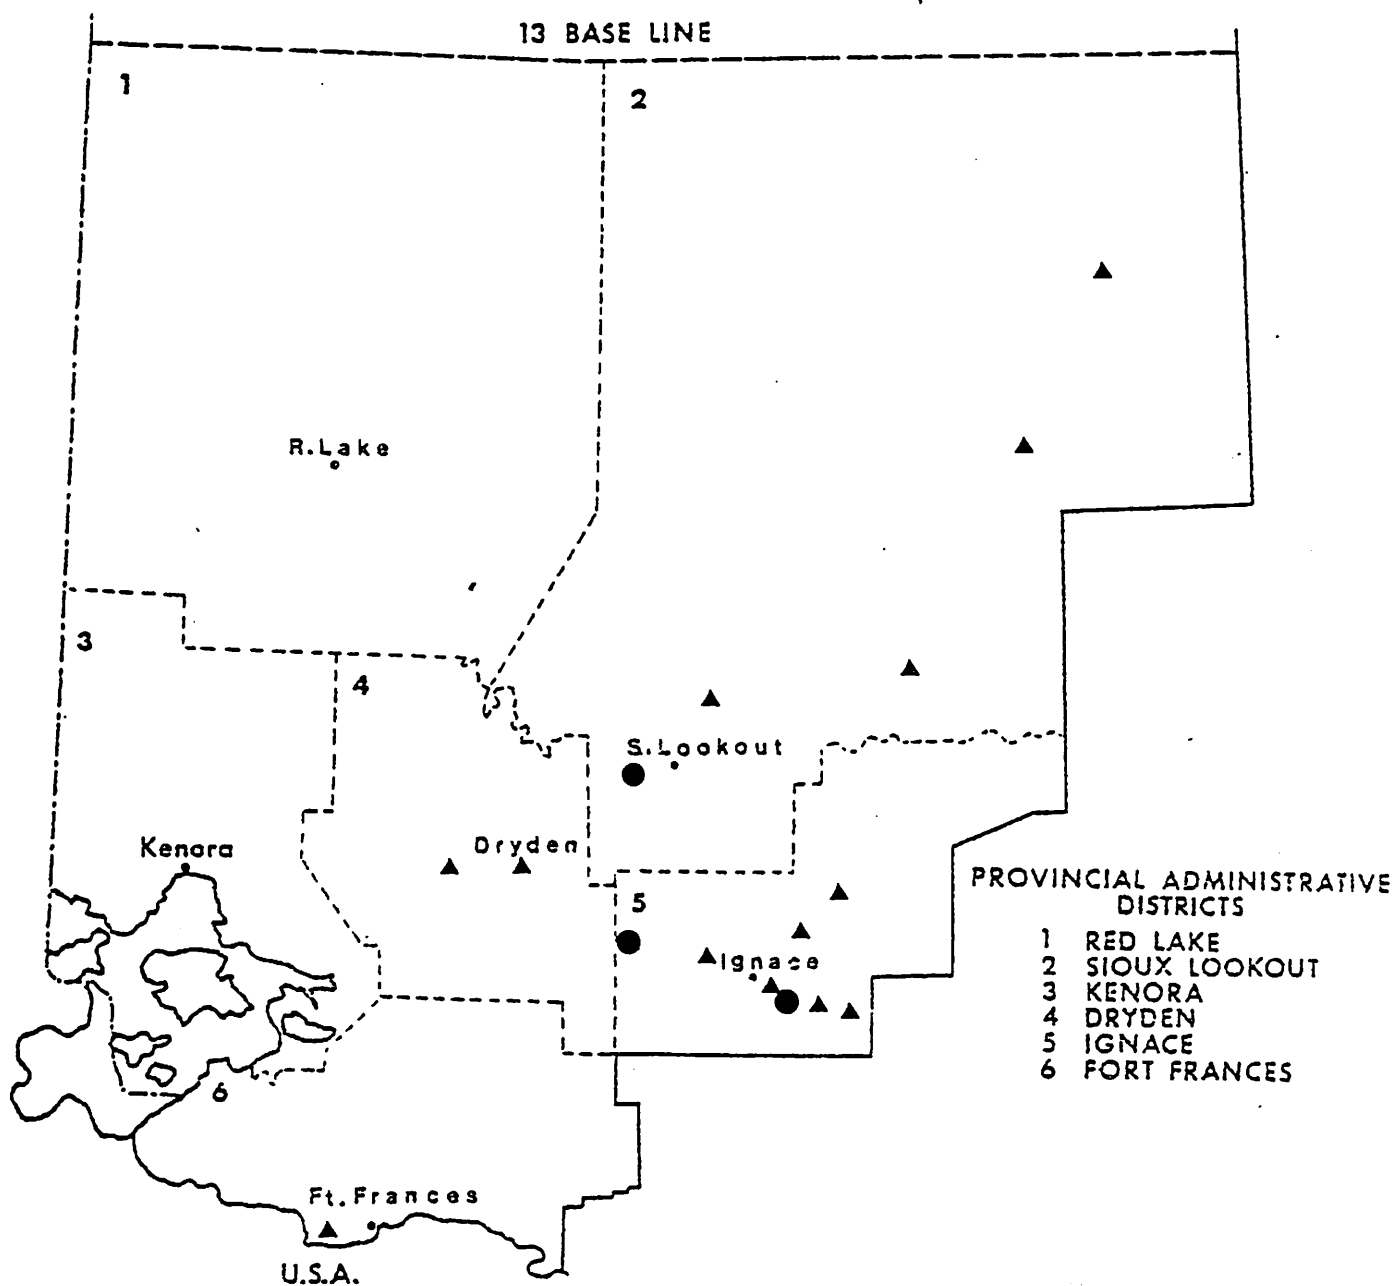 13 BASE LINE
1
2
R.Lake
3
4
S.Lookout
Kenora
Dryden
5
Ignace
PROVINCIAL ADMINISTRATIVE
DISTRICTS
1 RED LAKE
2 SIOUX LOOKOUT
3 KENORA
4 DRYDEN
5 IGNACE
6 FORT FRANCES
6
Ft.Frances
U.S.A.